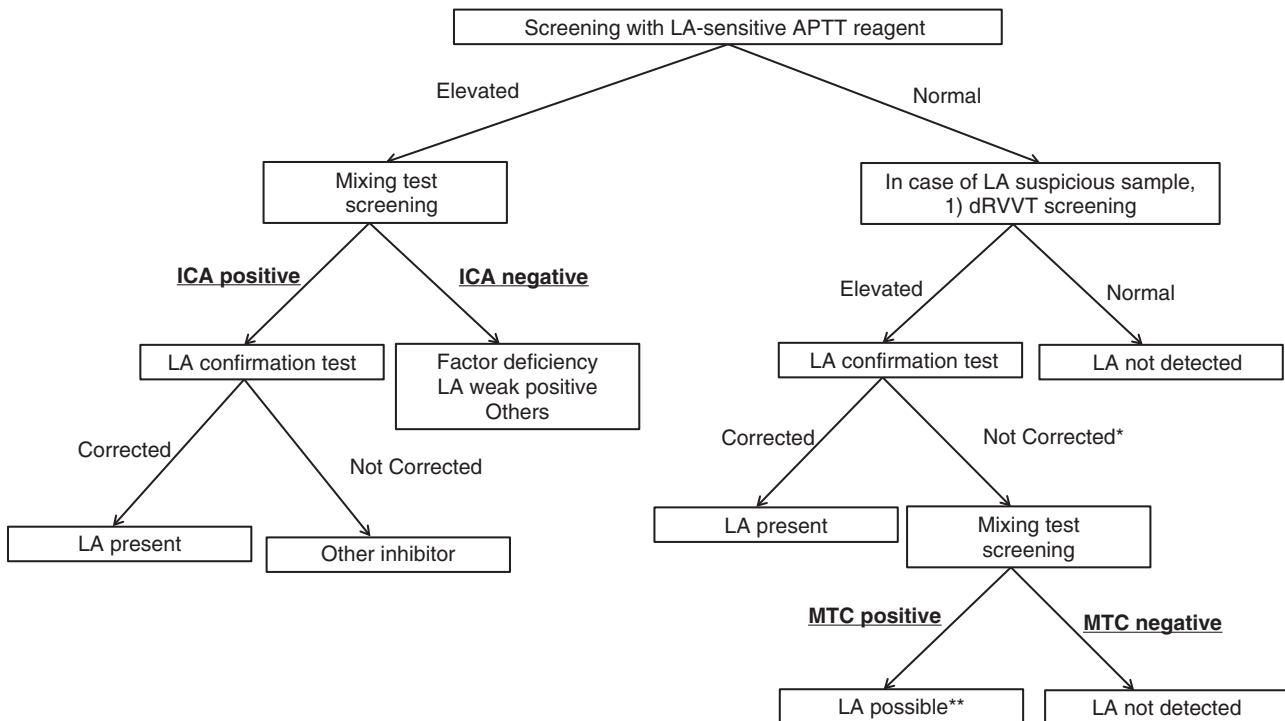 Screening with LA-sensitive APTT reagent
Elevated
Normal
Mixing test
screening
In case of LA suspicious sample,
1) dRVVT screening
ICA positive
ICA negative
Elevated
Normal
LA confirmation test
Factor deficiency
LA weak positive
Others
LA confirmation test
LA not detected
Corrected
Not Corrected
Corrected
Not Corrected*
LA present
Other inhibitor
LA present
Mixing test
screening
MTC positive
MTC negative
LA possible**
LA not detected